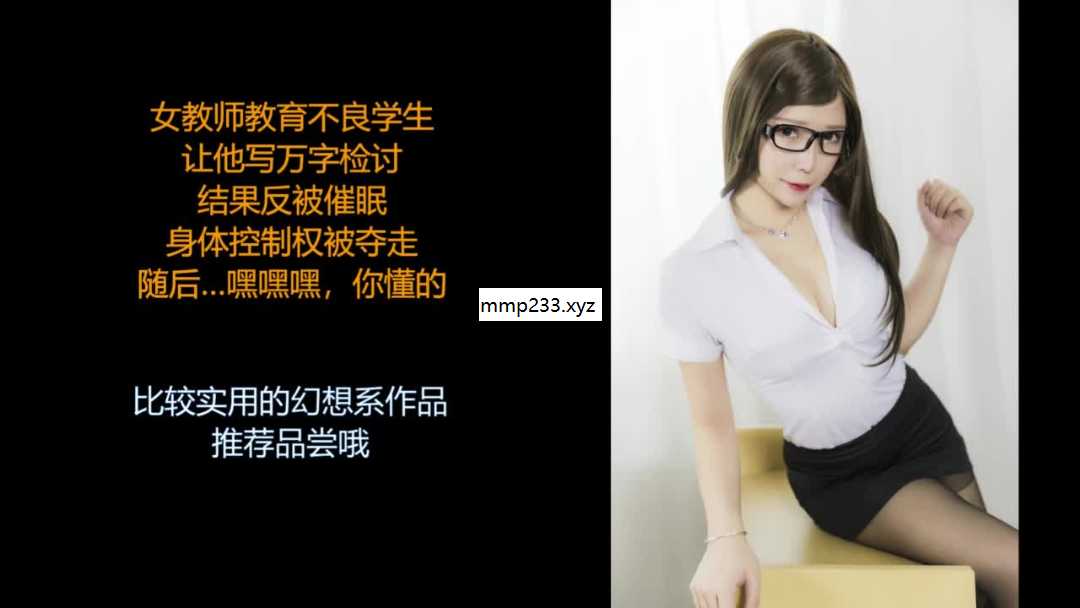 女教师教育不良学生
让他写万字检讨
结果反被催眠
身体控制权被夺走
随后...嘿嘿嘿，你懂的
mmp233.xyz
比较实用的幻想系作品
推荐品尝哦